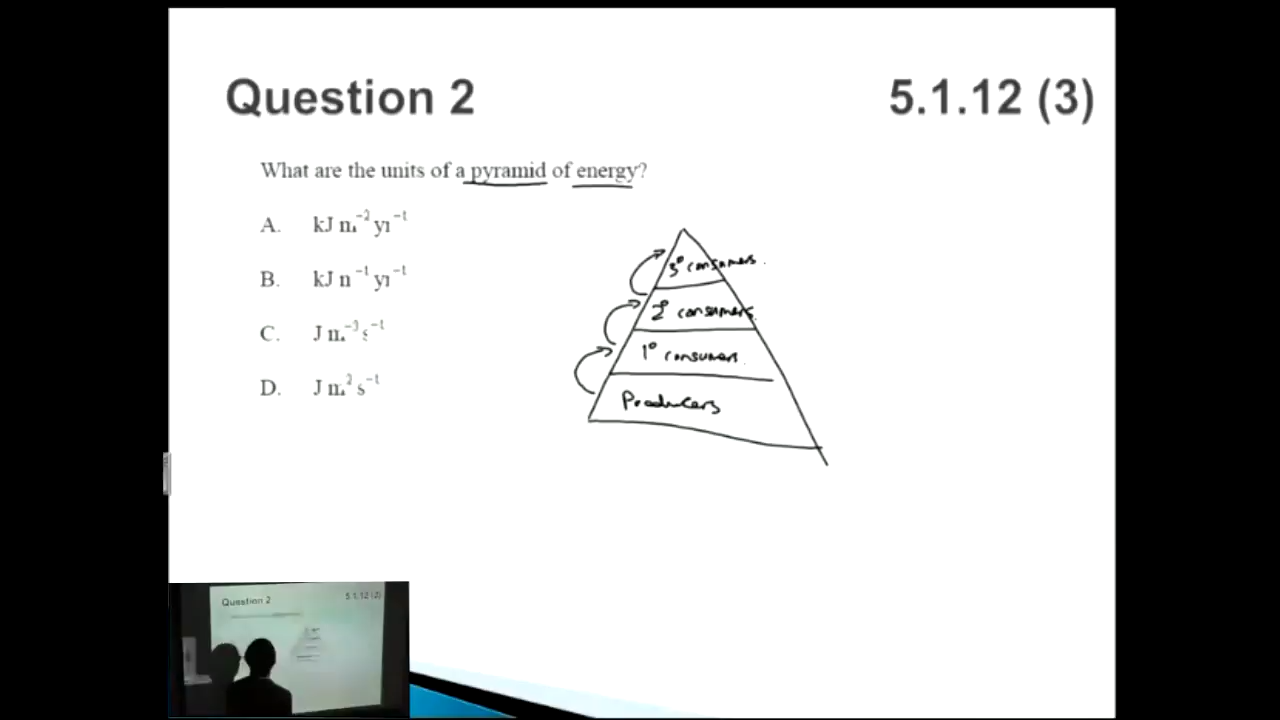 Question 2
5.1.12 (3)
What are the units of a pyramid of energy?
A. kJ m⁻² yr⁻¹
B. kJ m⁻¹ yr⁻¹
C. J m⁻³ s⁻¹
D. J m² s⁻¹
3° consumers.
2° consumers.
1° consumers.
Producers
Question 2
5.1.12 (3)